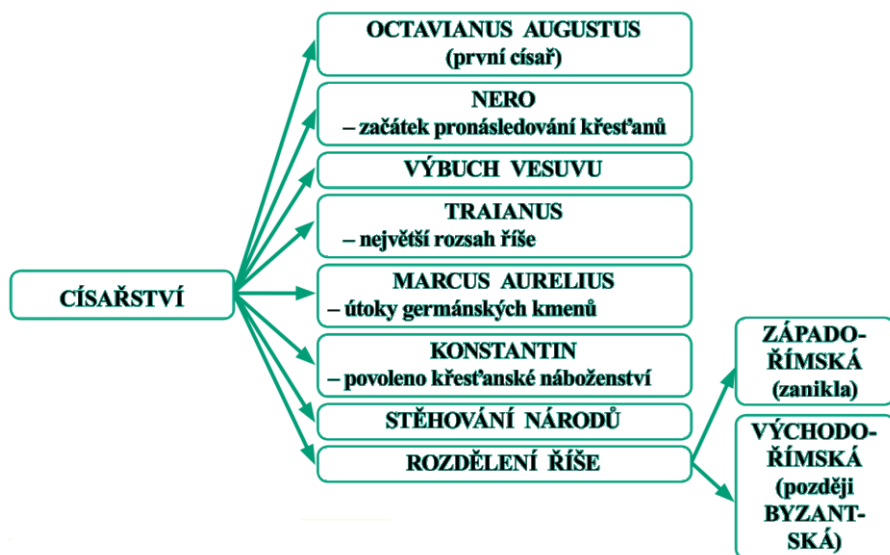 CÍSAŘSTVÍ
OCTAVIANUS AUGUSTUS
(první císař)
NERO
– začátek pronásledování křesťanů
VÝBUCH VESUVU
TRAIANUS
– největší rozsah říše
MARCUS AURELIUS
– útoky germánských kmenů
KONSTANTIN
– povoleno křesťanské náboženství
STĚHOVÁNÍ NÁRODŮ
ROZDĚLENÍ ŘÍŠE
ZÁPADO-
ŘÍMSKÁ
(zanikla)
VÝCHODO-
ŘÍMSKÁ
(později
BYZANT-
SKÁ)